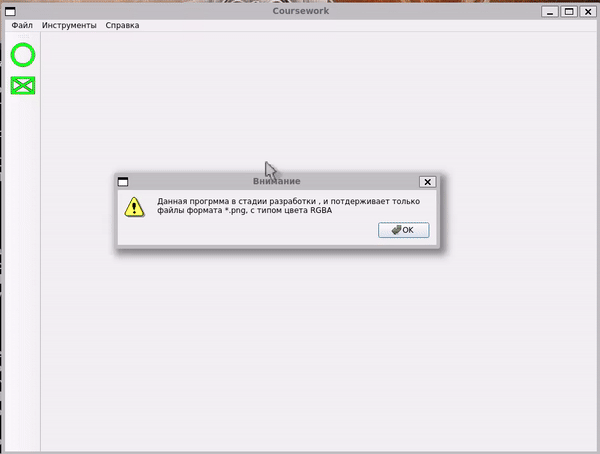 Coursework
Файл Инструменты Справка
Внимание
Данная прогрмма в стадии разработки , и потдерживает только
файлы формата *.png, с типом цвета RGBA
OK